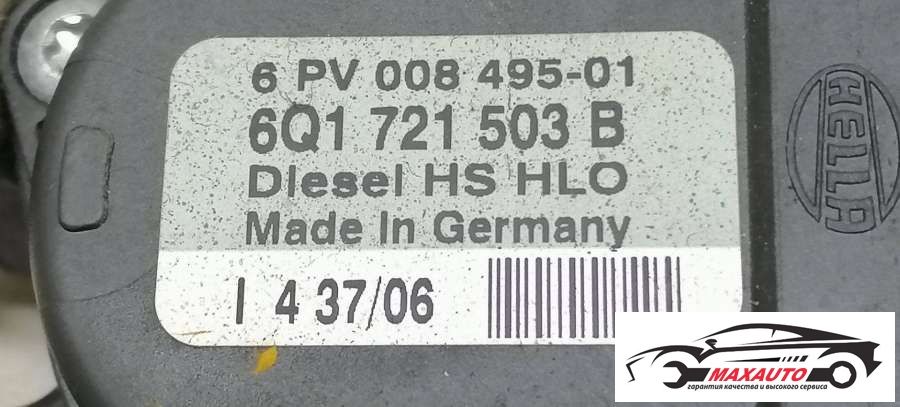 6 PV 008 495-01
6Q1 721 503 B
Diesel HS HLO
Made in Germany
I 4 37/06
HELLA
MAXAUTO
гарантия качества и высокого сервиса